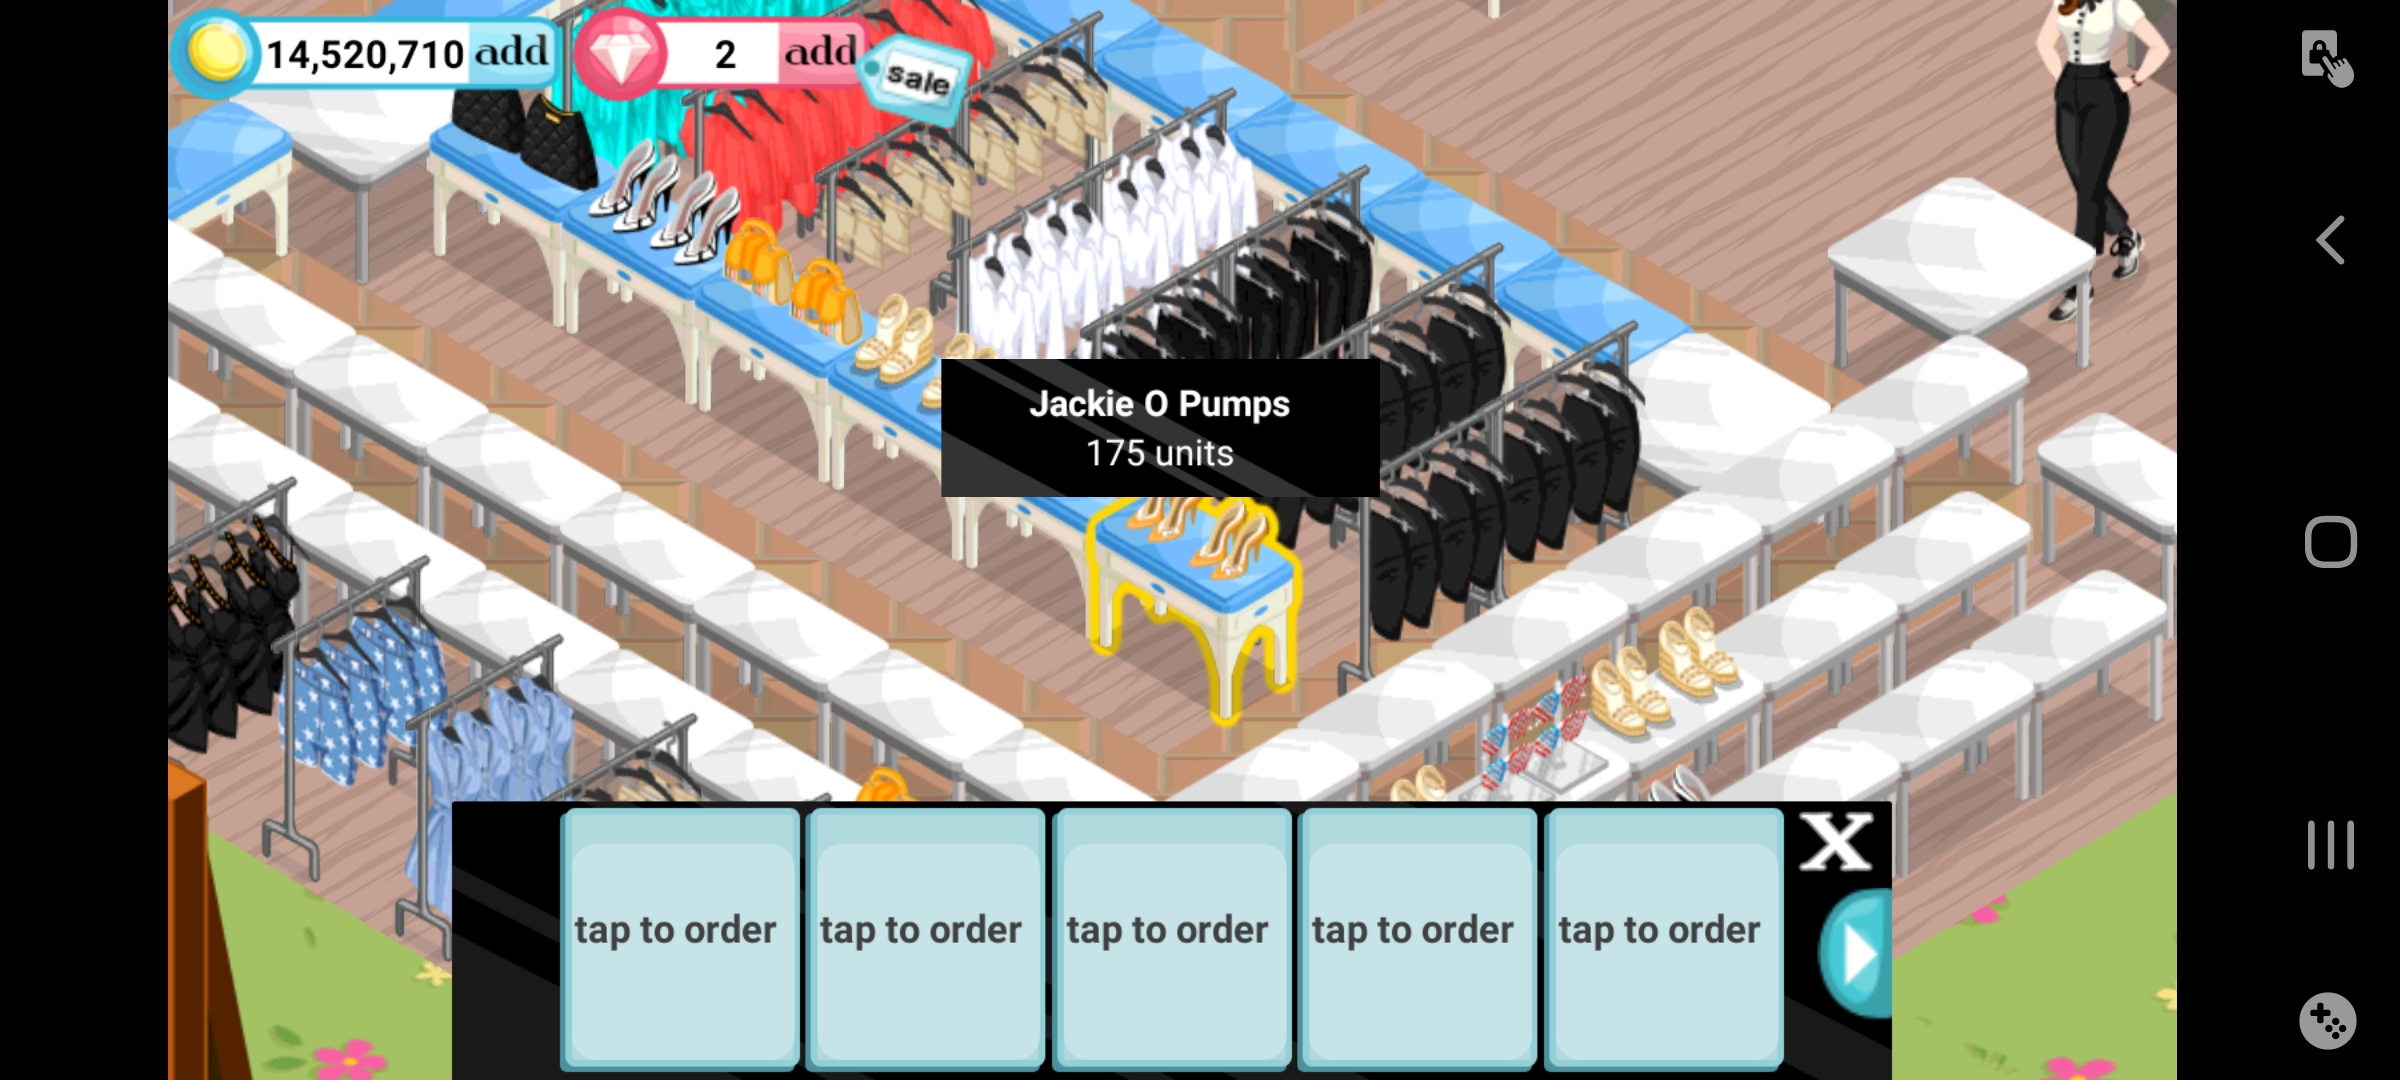 14,520,710 add
2 add
sale
Jackie O Pumps
175 units
X
tap to order
tap to order
tap to order
tap to order
tap to order